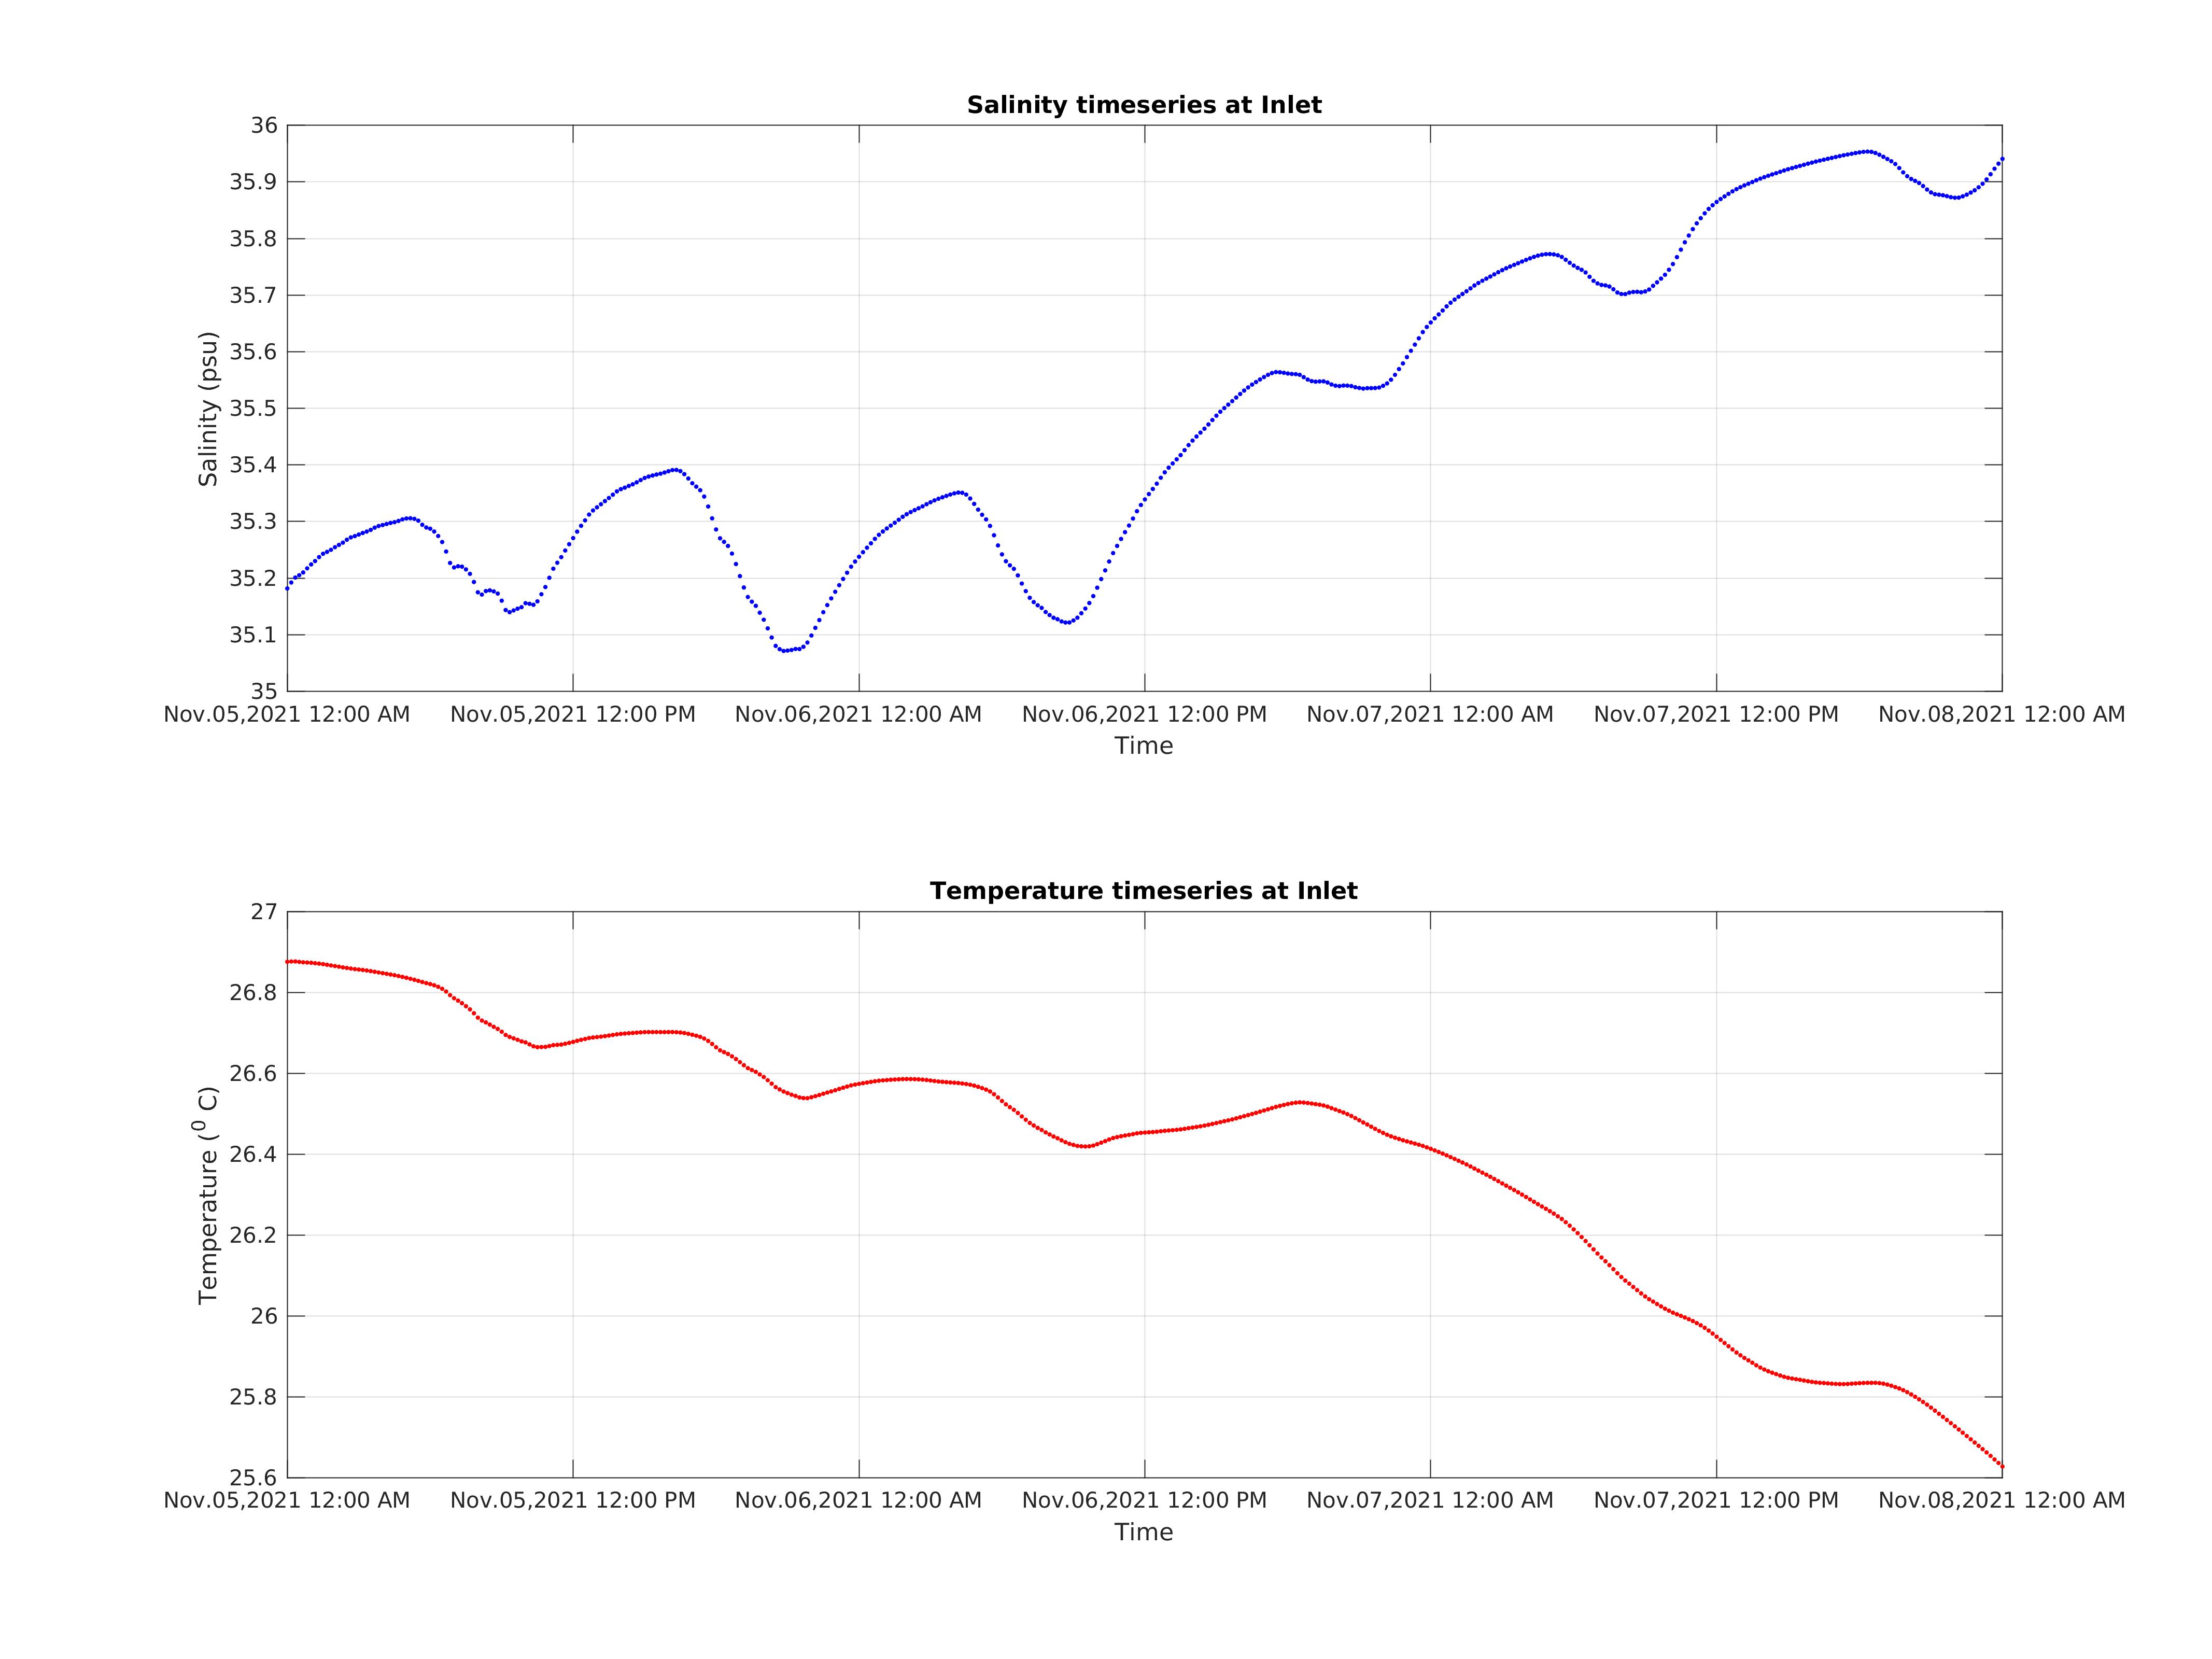 Salinity timeseries at Inlet
36
35.9
35.8
35.7
35.6
35.5
35.4
35.3
35.2
35.1
35
Salinity (psu)
Nov.05,2021 12:00 AM Nov.05,2021 12:00 PM Nov.06,2021 12:00 AM Nov.06,2021 12:00 PM Nov.07,2021 12:00 AM Nov.07,2021 12:00 PM Nov.08,2021 12:00 AM
Time
Temperature timeseries at Inlet
27
26.8
26.6
26.4
26.2
26
25.8
25.6
Temperature (⁰ C)
Nov.05,2021 12:00 AM Nov.05,2021 12:00 PM Nov.06,2021 12:00 AM Nov.06,2021 12:00 PM Nov.07,2021 12:00 AM Nov.07,2021 12:00 PM Nov.08,2021 12:00 AM
Time